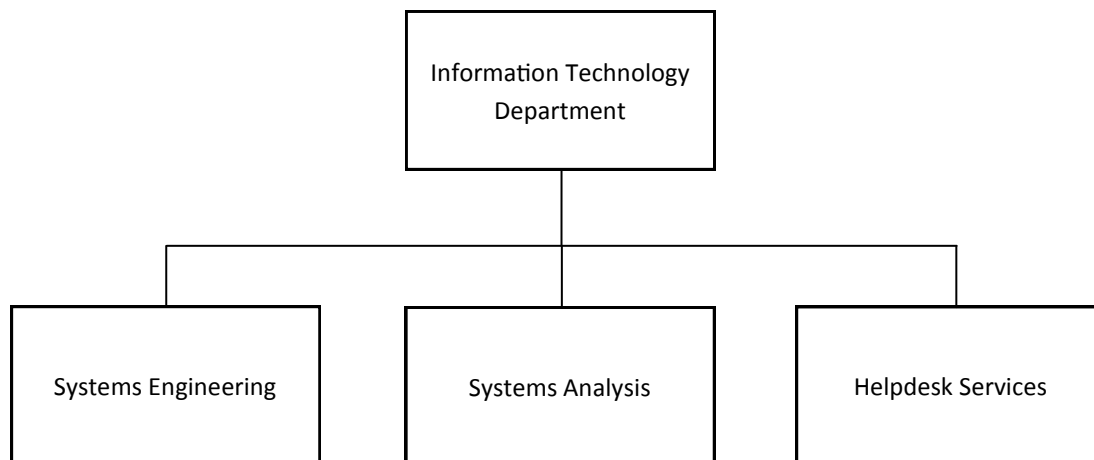 Information Technology
Department
Systems Engineering
Systems Analysis
Helpdesk Services